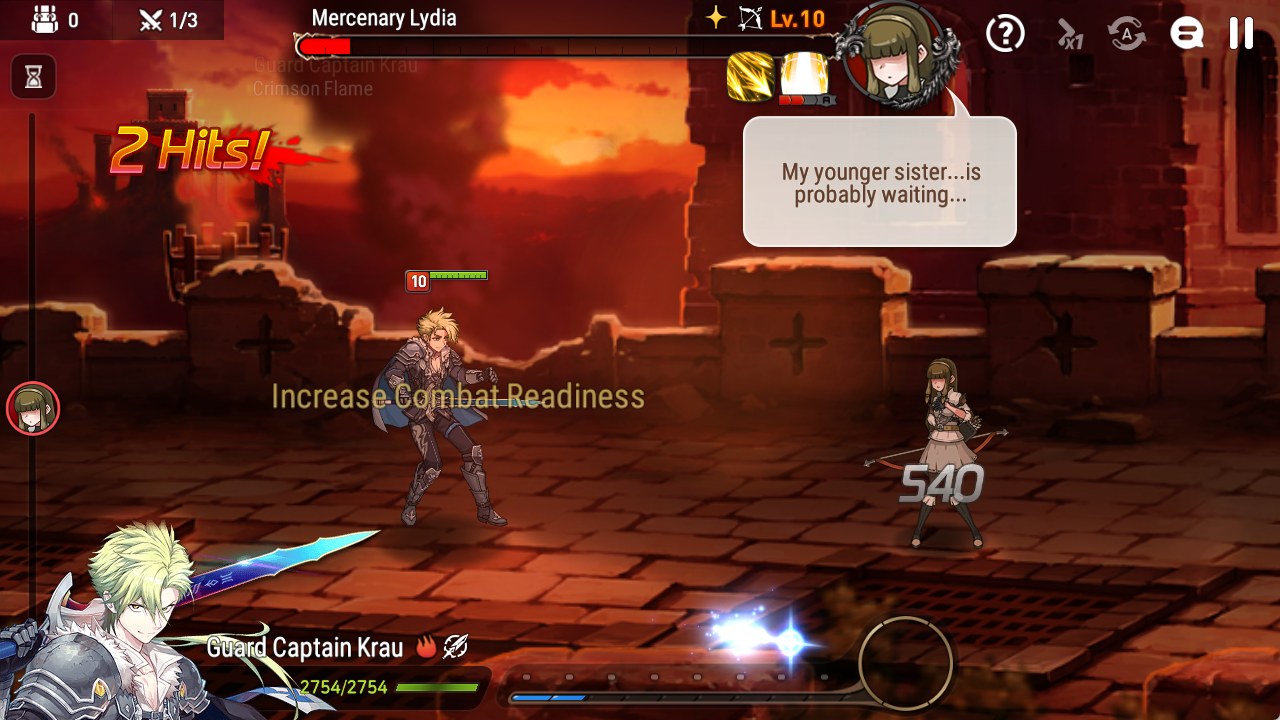 0
1/3
Mercenary Lydia
Lv.10
?
x1
A
Guard Captain Krau
Crimson Flame
A
2 Hits!
My younger sister...is
probably waiting...
10
Increase Combat Readiness
540
Guard Captain Krau
2754/2754